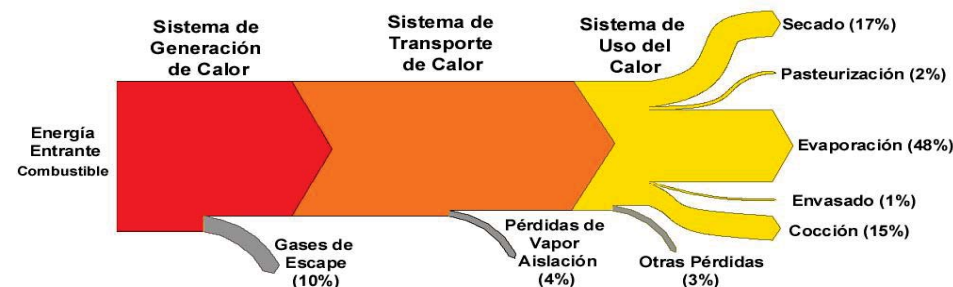 Sistema de
Generación
de Calor
Sistema de
Transporte
de Calor
Sistema de
Uso del
Calor
Secado (17%)
Pasteurización (2%)
Energía
Entrante
Combustible
Evaporación (48%)
Envasado (1%)
Cocción (15%)
Gases de
Escape
(10%)
Pérdidas de
Vapor
Aislación
(4%)
Otras Pérdidas
(3%)